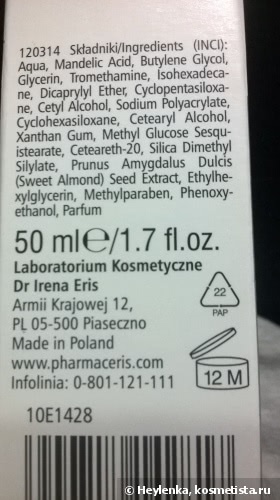 120314 Składniki/Ingredients (INCI):
Aqua, Mandelic Acid, Butylene Glycol,
Glycerin, Tromethamine, Isohexadeca-
ne, Dicaprylyl Ether, Cyclopentasiloxa-
ne, Cetyl Alcohol, Sodium Polyacrylate,
Cyclohexasiloxane, Cetearyl Alcohol,
Xanthan Gum, Methyl Glucose Sesqu-
istearate, Ceteareth-20, Silica Dimethyl
Silylate, Prunus Amygdalus Dulcis
(Sweet Almond) Seed Extract, Ethylhe-
xylglycerin, Methylparaben, Phenoxy-
ethanol, Parfum
50 ml℮/1.7 fl.oz.
Laboratorium Kosmetyczne
Dr Irena Eris
Armii Krajowej 12,
PL 05-500 Piaseczno
Made in Poland
www.pharmaceris.com
Infolinia: 0-801-121-111
22
PAP
12 M
10E1428
© Heylenka, kosmetista.ru